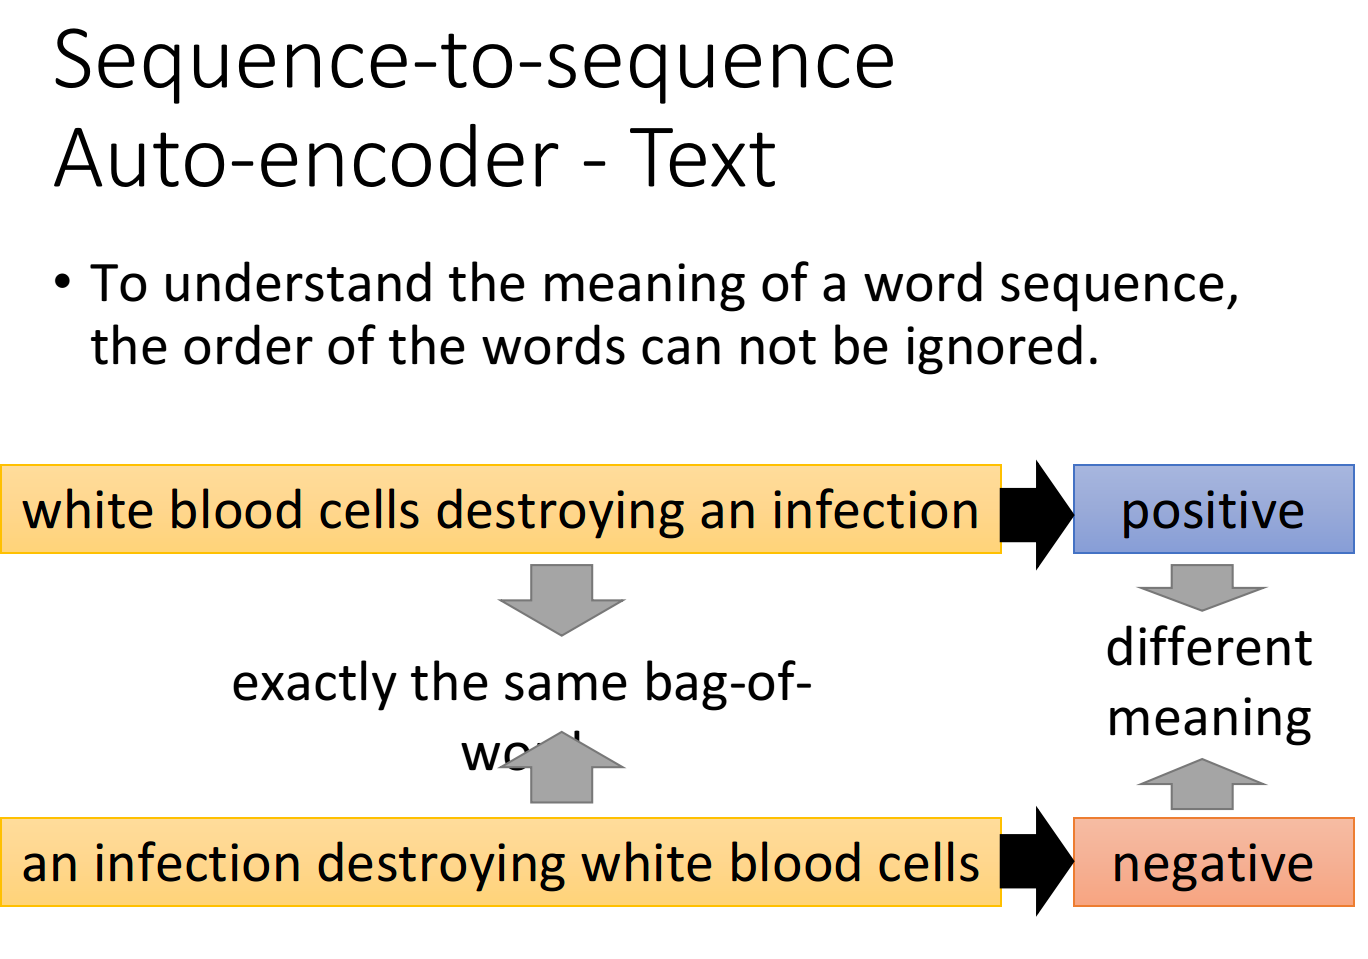 Sequence-to-sequence
Auto-encoder - Text
• To understand the meaning of a word sequence,
the order of the words can not be ignored.
white blood cells destroying an infection
positive
exactly the same bag-of-
different
meaning
an infection destroying white blood cells
negative